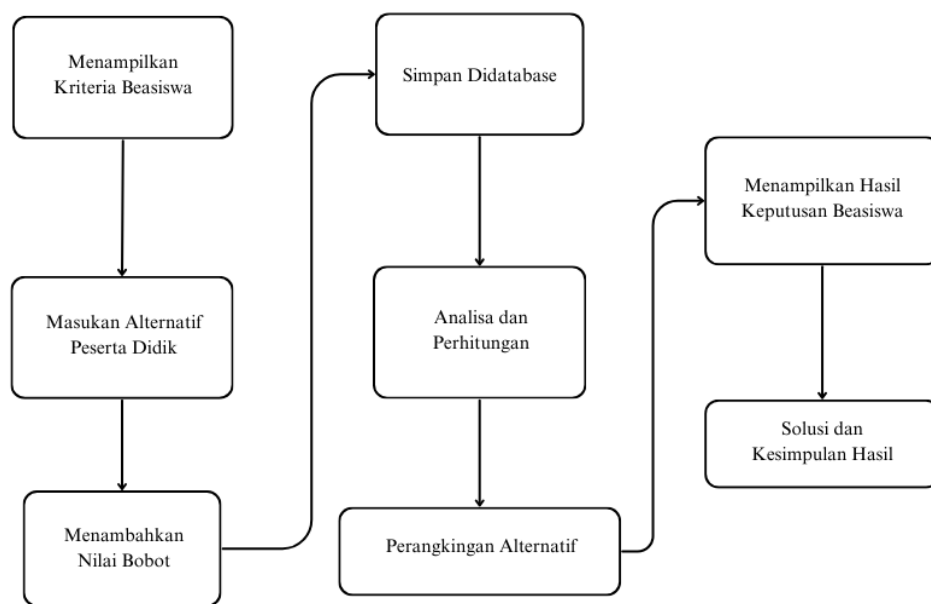 Menampilkan
Kriteria Beasiswa
Masukan Alternatif
Peserta Didik
Menambahkan
Nilai Bobot
Simpan Didatabase
Analisa dan
Perhitungan
Perangkingan Alternatif
Menampilkan Hasil
Keputusan Beasiswa
Solusi dan
Kesimpulan Hasil